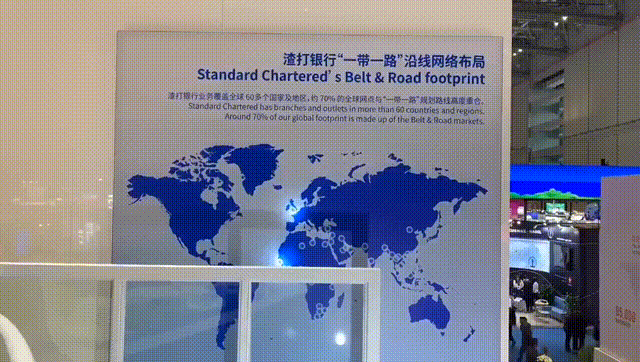 渣打银行“一带一路”沿线网络布局
Standard Chartered's Belt & Road footprint
渣打银行业务覆盖全球 60多个国家及地区，约 70% 的全球网点与“一带一路”规划路线高度重合。
Standard Chartered has branches and outlets in more than 60 countries and regions.
Around 70% of our global footprint is made up of the Belt & Road markets.